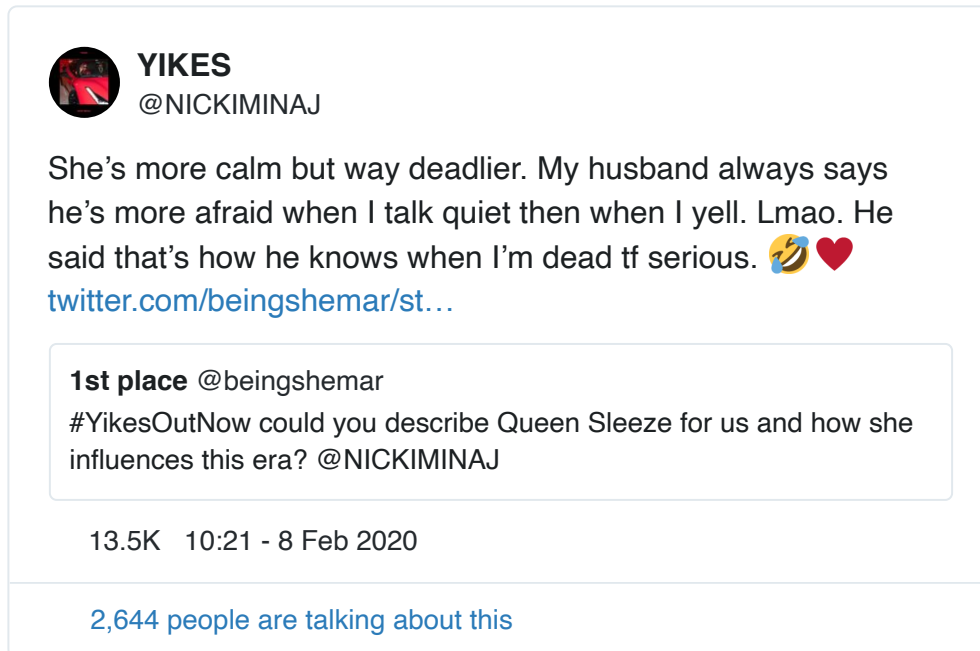 YIKES
@NICKIMINAJ
She’s more calm but way deadlier. My husband always says
he’s more afraid when I talk quiet then when I yell. Lmao. He
said that’s how he knows when I’m dead tf serious. 🤣♥
twitter.com/beingshemar/st…
1st place @beingshemar
#YikesOutNow could you describe Queen Sleeze for us and how she
influences this era? @NICKIMINAJ
13.5K 10:21 - 8 Feb 2020
2,644 people are talking about this